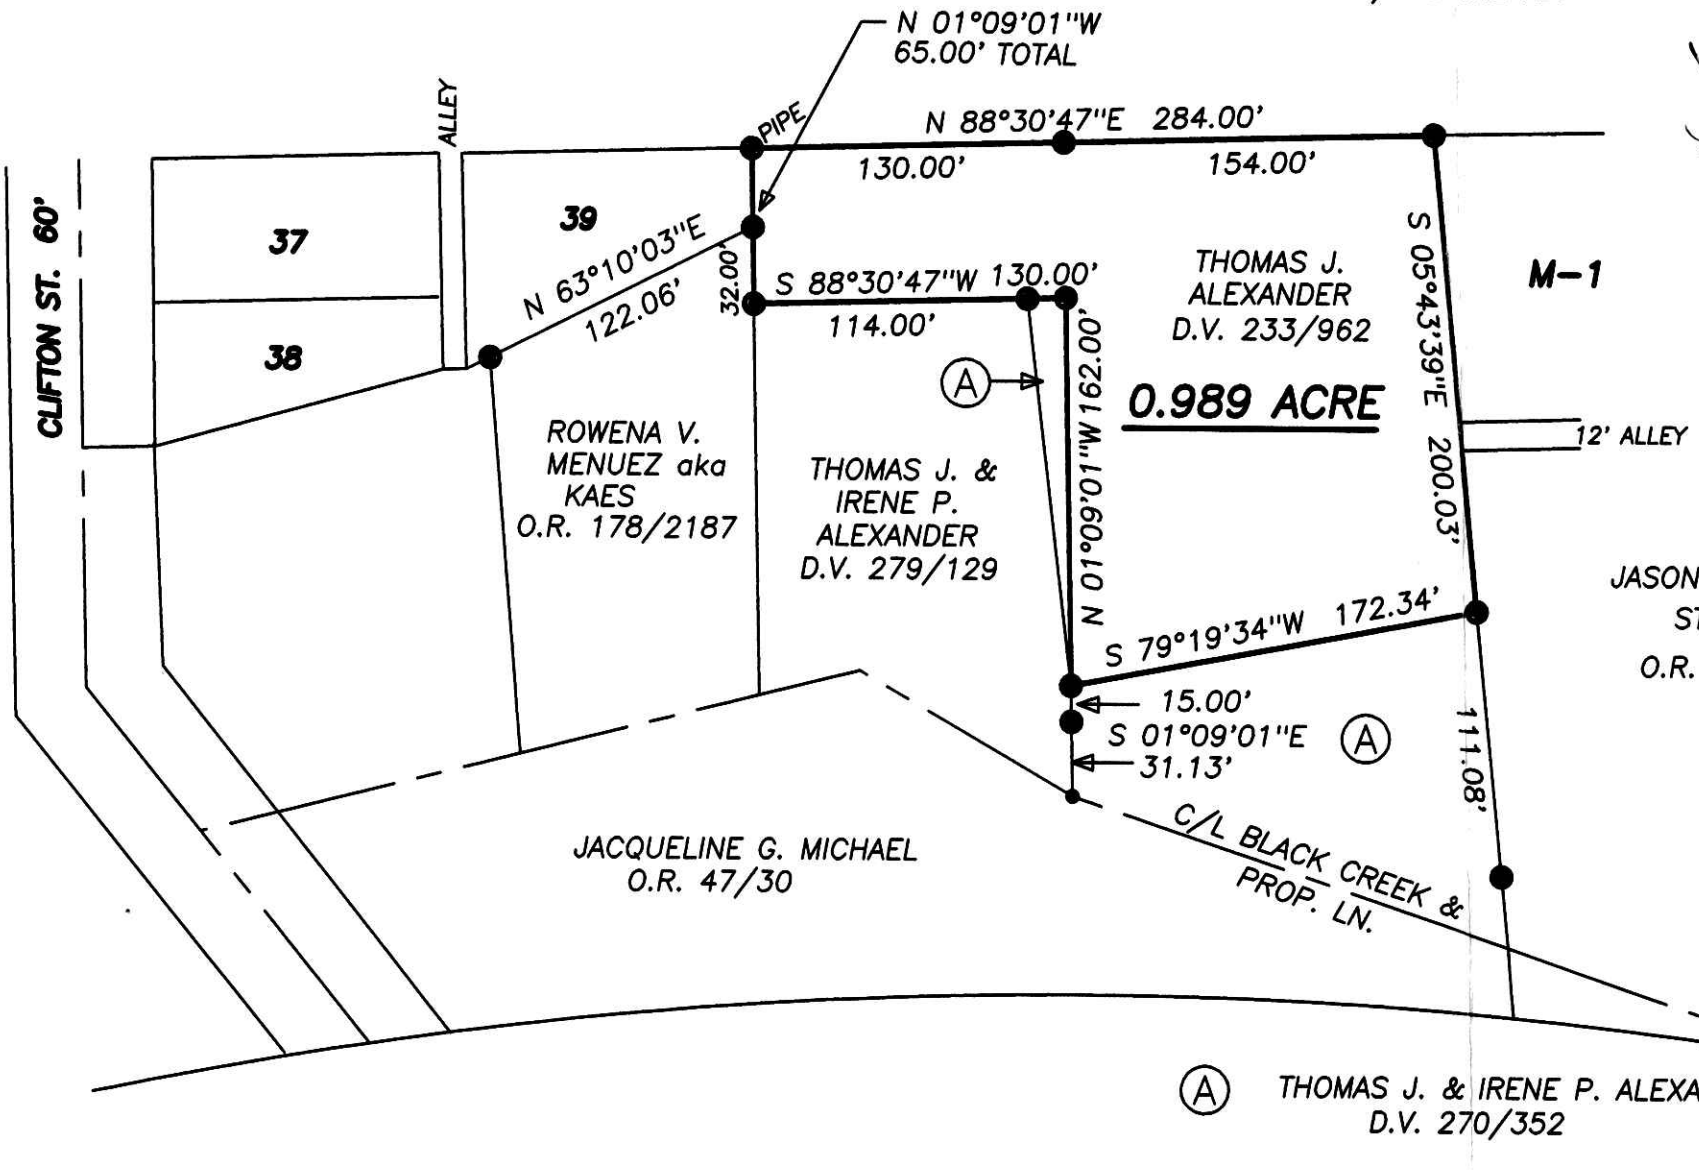 N 01°09'01"W
65.00' TOTAL
ALLEY
PIPE
N 88°30'47"E 284.00'
130.00'
154.00'
CLIFTON ST. 60'
37
39
38
N 63°10'03"E
122.06'
32.00'
S 88°30'47"W 130.00'
114.00'
THOMAS J.
ALEXANDER
D.V. 233/962
0.989 ACRE
S 05°43'39"E 200.03'
M-1
12' ALLEY
A
N 01°09'01"W 162.00'
ROWENA V.
MENUEZ aka
KAES
O.R. 178/2187
THOMAS J. &
IRENE P.
ALEXANDER
D.V. 279/129
JASON
ST
O.R.
S 79°19'34"W 172.34'
15.00'
S 01°09'01"E
31.13'
A
111.08'
C/L BLACK CREEK &
PROP. LN.
JACQUELINE G. MICHAEL
O.R. 47/30
A THOMAS J. & IRENE P. ALEXA
D.V. 270/352